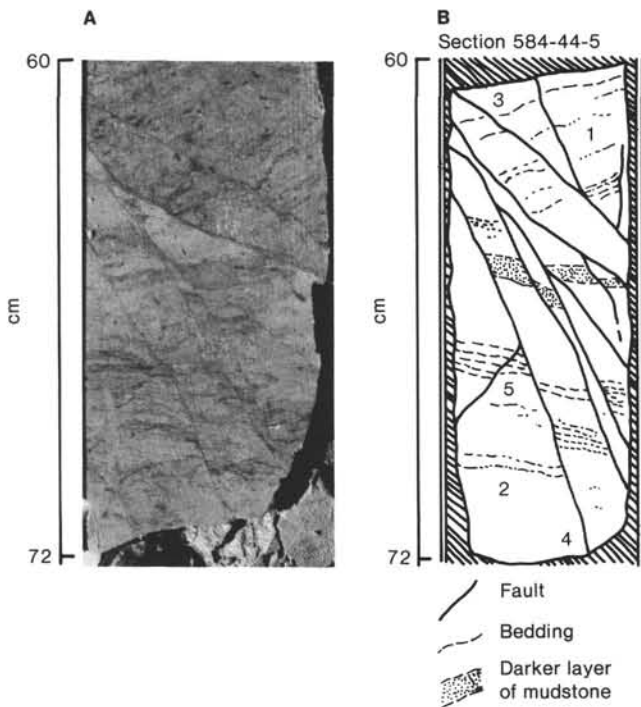 A
B
Section 584-44-5
60
60
3
1
cm
cm
5
2
4
72
72
Fault
Bedding
Darker layer
of mudstone